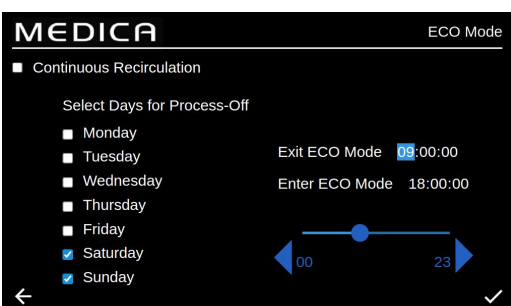 MEDICA
ECO Mode
Continuous Recirculation
Select Days for Process-Off
Monday
Tuesday
Wednesday
Thursday
Friday
Saturday
Sunday
Exit ECO Mode 09:00:00
Enter ECO Mode 18:00:00
00 23